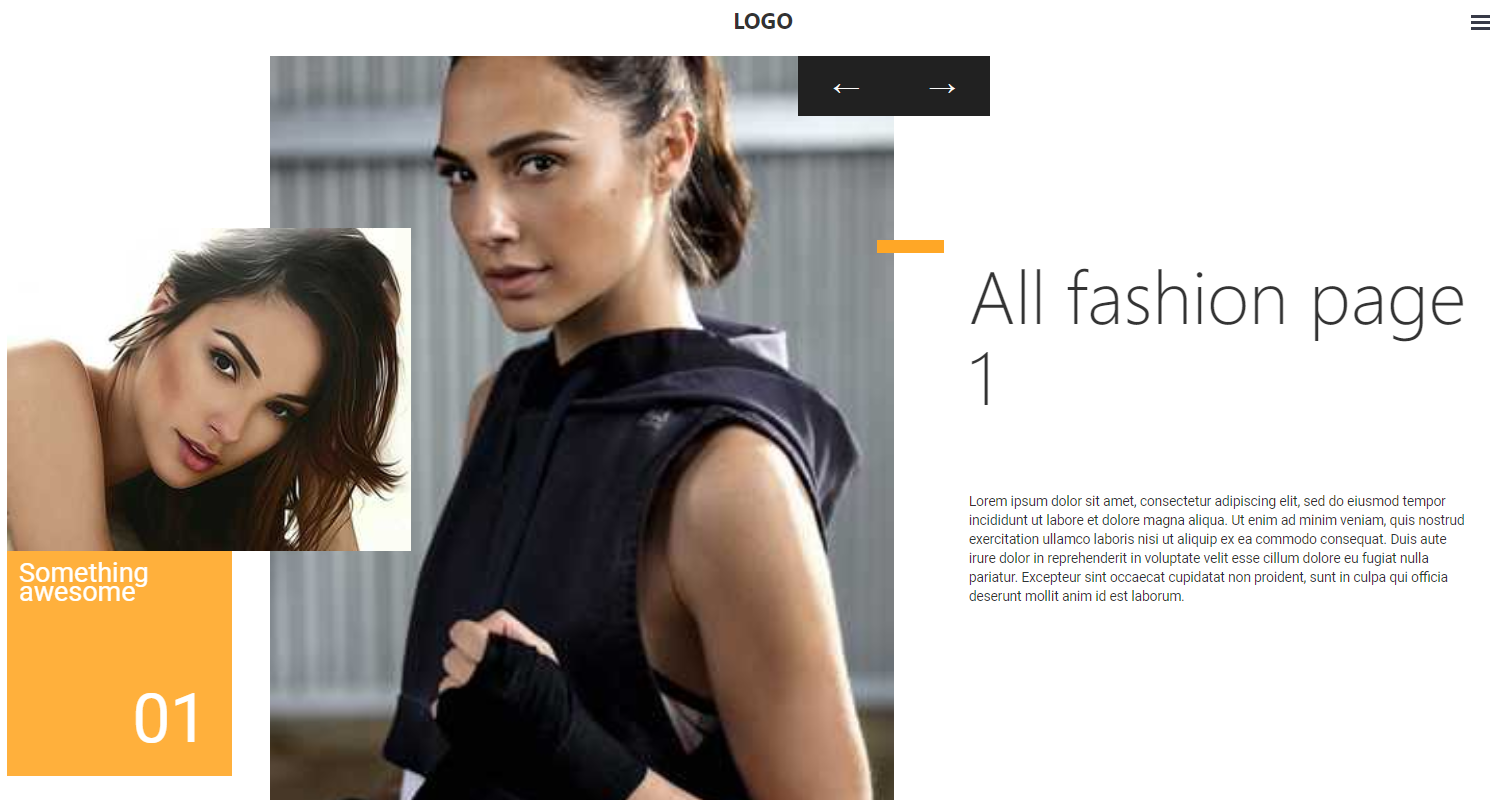 LOGO
← →
All fashion page
1
Lorem ipsum dolor sit amet, consectetur adipiscing elit, sed do eiusmod tempor
incididunt ut labore et dolore magna aliqua. Ut enim ad minim veniam, quis nostrud
exercitation ullamco laboris nisi ut aliquip ex ea commodo consequat. Duis aute
irure dolor in reprehenderit in voluptate velit esse cillum dolore eu fugiat nulla
pariatur. Excepteur sint occaecat cupidatat non proident, sunt in culpa qui officia
deserunt mollit anim id est laborum.
Something
awesome
01